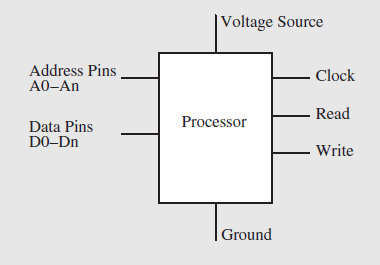 Voltage Source
Address Pins
A0–An
Clock
Processor
Read
Data Pins
D0–Dn
Write
Ground